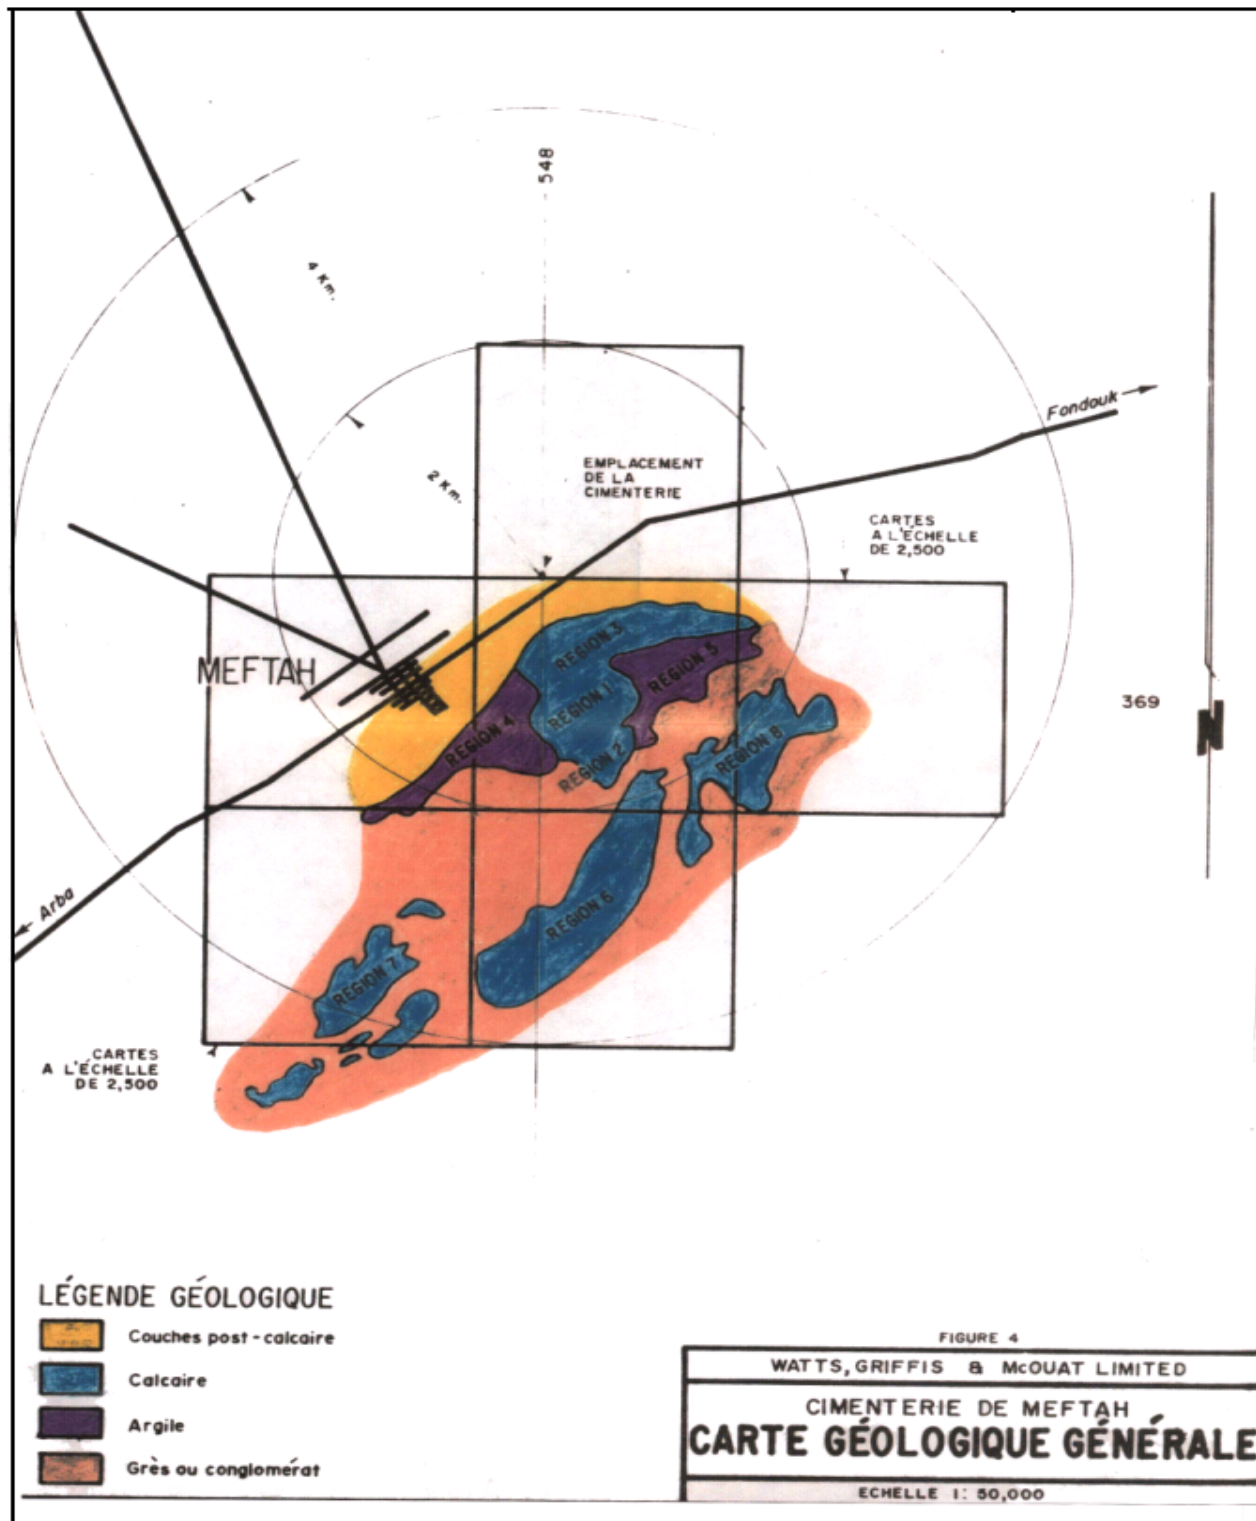 548
4 Km.
Fondouk
2 Km.
EMPLACEMENT
DE LA
CIMENTERIE
CARTES
A L'ÉCHELLE
DE 2,500
MEFTAH
REGION 3
REGION 5
REGION 1
REGION 4
REGION 2
REGION 8
369
N
Arba
REGION 6
REGION 7
CARTES
A L'ÉCHELLE
DE 2,500
LÉGENDE GÉOLOGIQUE
Couches post-calcaire
Calcaire
Argile
Grès ou conglomérat
FIGURE 4
WATTS, GRIFFIS & McOUAT LIMITED
CIMENTERIE DE MEFTAH
CARTE GÉOLOGIQUE GÉNÉRALE
ECHELLE 1: 50,000